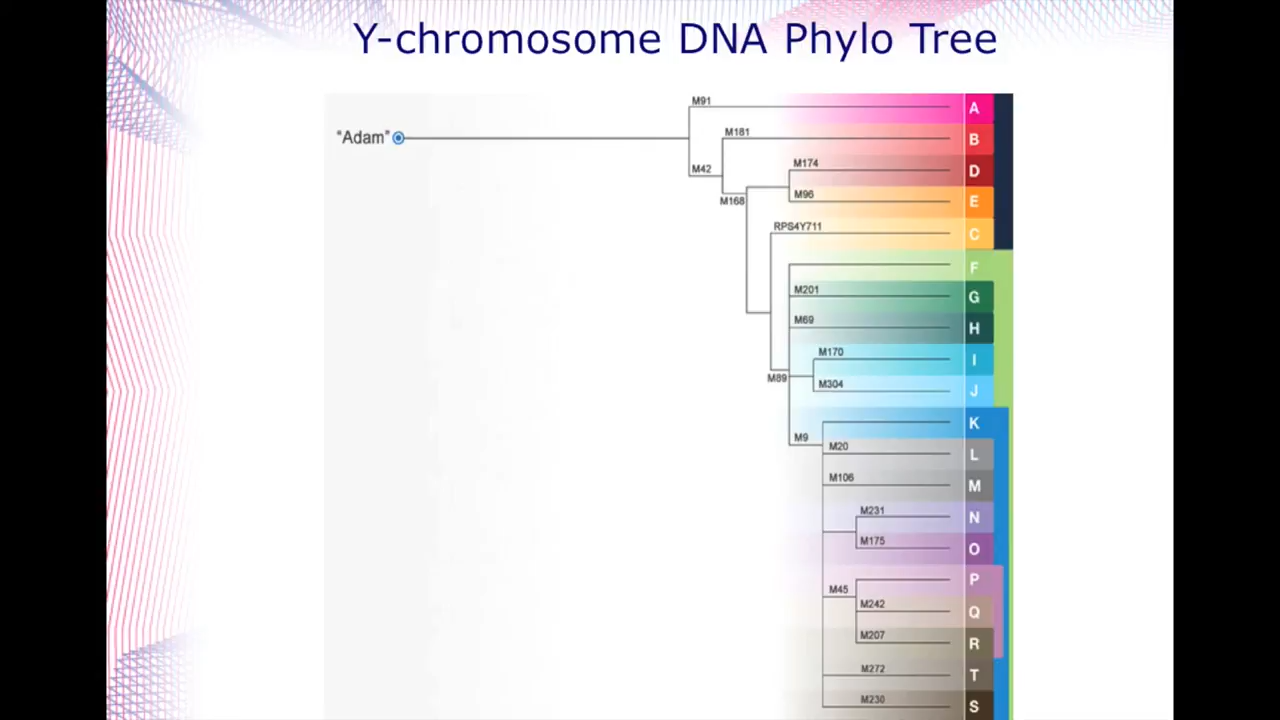 Y-chromosome DNA Phylo Tree
M91
A
"Adam"
M181
B
M42
M174
D
M168
M96
E
RPS4Y711
C
F
M201
G
M69
H
M170
I
M89
M304
J
K
M9
M20
L
M106
M
M231
N
M175
O
P
M45
M242
Q
M207
R
M272
T
M230
S